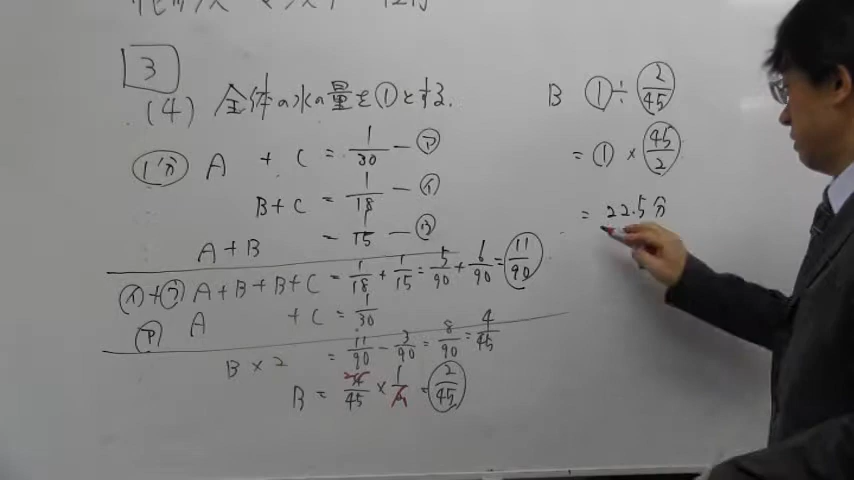 3
(4) 全体の水の量を①とする.
1分 A + C = 1/30 — ㋐
B+C = 1/18 — ㋑
A+B = 1/15 — ㋒
㋑+㋒ A+B+B+C = 1/18 + 1/15 = 5/90 + 6/90 = 11/90
㋐ A + C = 1/30
B×2 = 11/90 - 3/90 = 8/90 = 4/45
B = 4/45 × 1/2 = 2/45
B ① ÷ 2/45
= ① × 45/2
= 22.5分